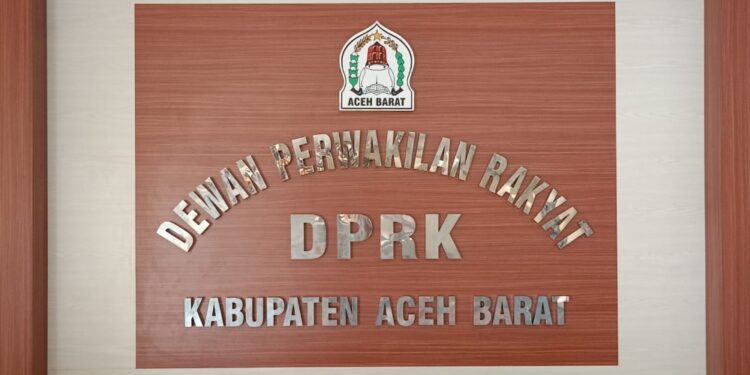 ACEH BARAT
DEWAN PERWAKILAN RAKYAT
DPRK
KABUPATEN ACEH BARAT